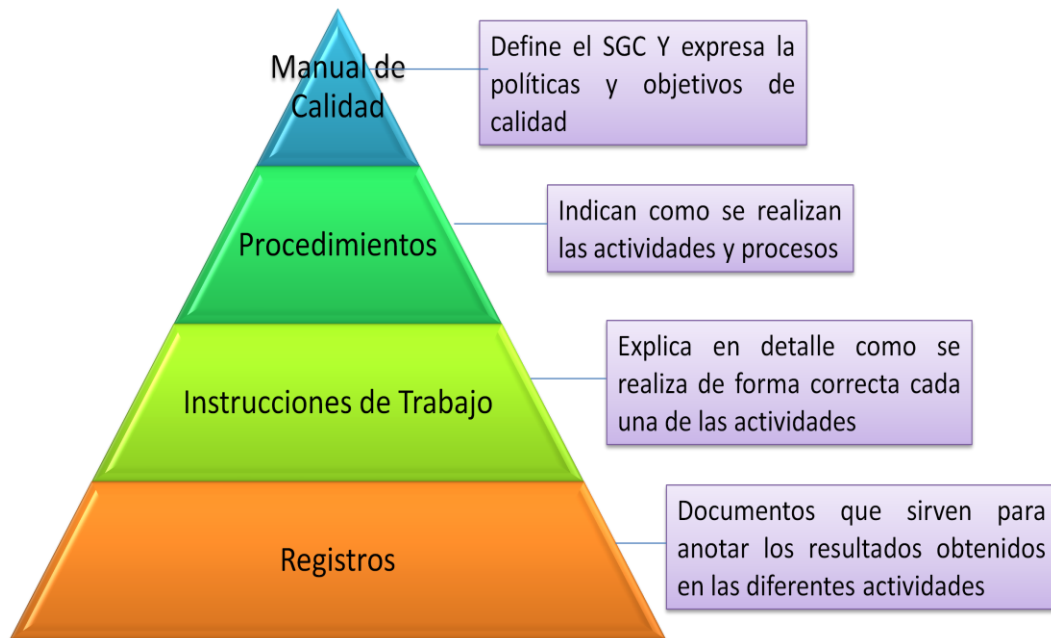 Manual de
Calidad
Define el SGC Y expresa la
políticas y objetivos de
calidad
Procedimientos
Indican como se realizan
las actividades y procesos
Instrucciones de Trabajo
Explica en detalle como se
realiza de forma correcta cada
una de las actividades
Registros
Documentos que sirven para
anotar los resultados obtenidos
en las diferentes actividades